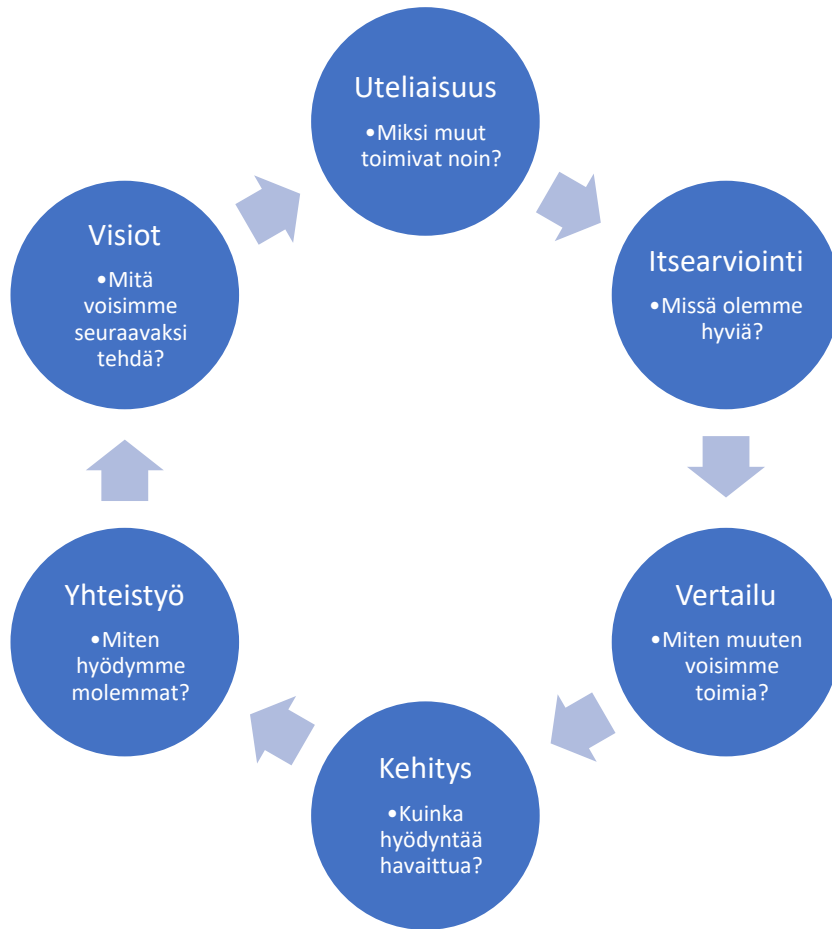 Uteliaisuus
•Miksi muut
toimivat noin?
Itsearviointi
•Missä olemme
hyviä?
Vertailu
•Miten muuten
voisimme
toimia?
Kehitys
•Kuinka
hyödyntää
havaittua?
Yhteistyö
•Miten
hyödymme
molemmat?
Visiot
•Mitä
voisimme
seuraavaksi
tehdä?